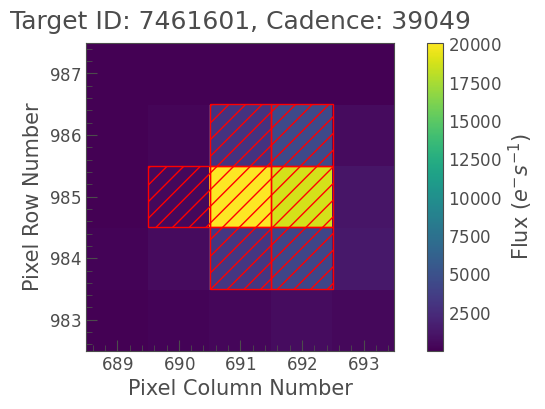 Target ID: 7461601, Cadence: 39049
987
986
985
984
983
689 690 691 692 693
Pixel Column Number
Pixel Row Number
20000
17500
15000
12500
10000
7500
5000
2500
Flux (e⁻s⁻¹)